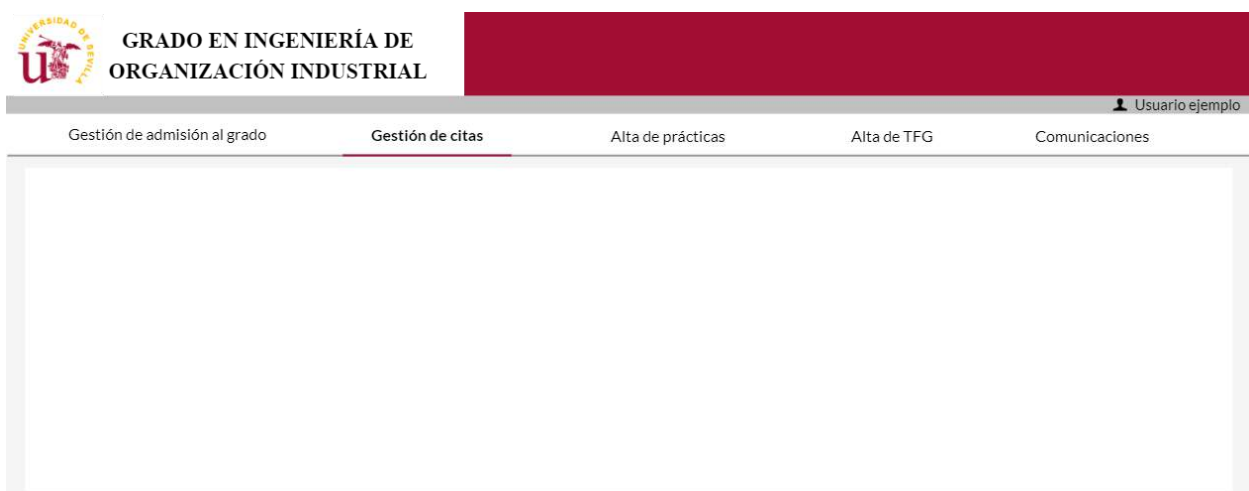 UNIVERSIDAD DE SEVILLA
GRADO EN INGENIERÍA DE
ORGANIZACIÓN INDUSTRIAL
Usuario ejemplo
Gestión de admisión al grado
Gestión de citas
Alta de prácticas
Alta de TFG
Comunicaciones